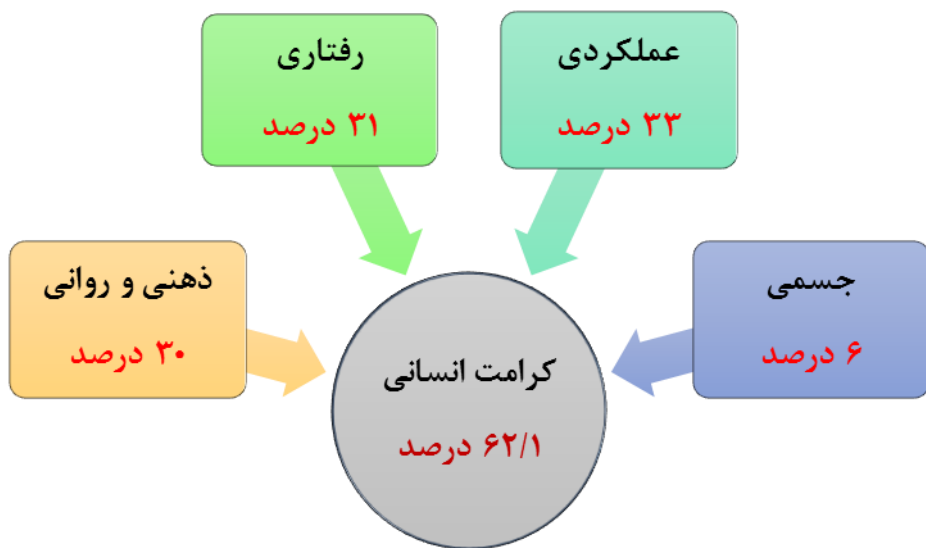 عملکردی
۳۳ درصد
رفتاری
۳۱ درصد
جسمی
۶ درصد
ذهنی و روانی
۳۰ درصد
کرامت انسانی
۶۲/۱ درصد